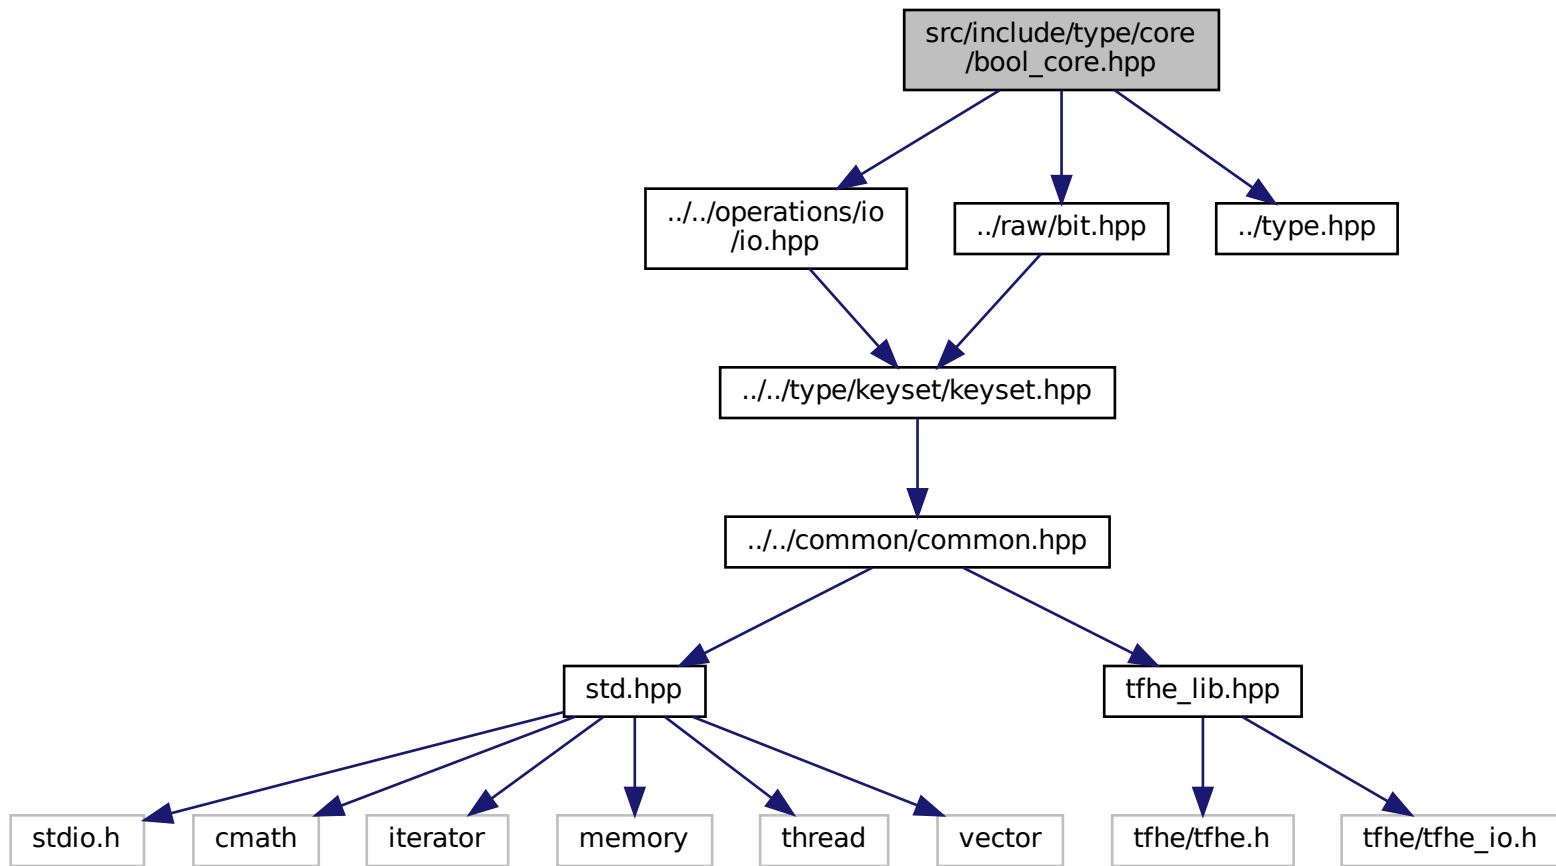 src/include/type/core
/bool_core.hpp
../../operations/io
/io.hpp
../raw/bit.hpp
../type.hpp
../../type/keyset/keyset.hpp
../../common/common.hpp
std.hpp
tfhe_lib.hpp
stdio.h
cmath
iterator
memory
thread
vector
tfhe/tfhe.h
tfhe/tfhe_io.h